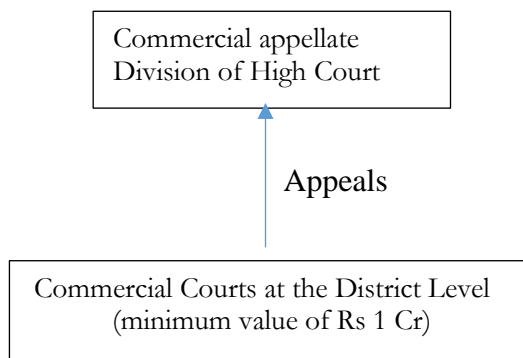 Commercial appellate
Division of High Court
Appeals
Commercial Courts at the District Level
(minimum value of Rs 1 Cr)